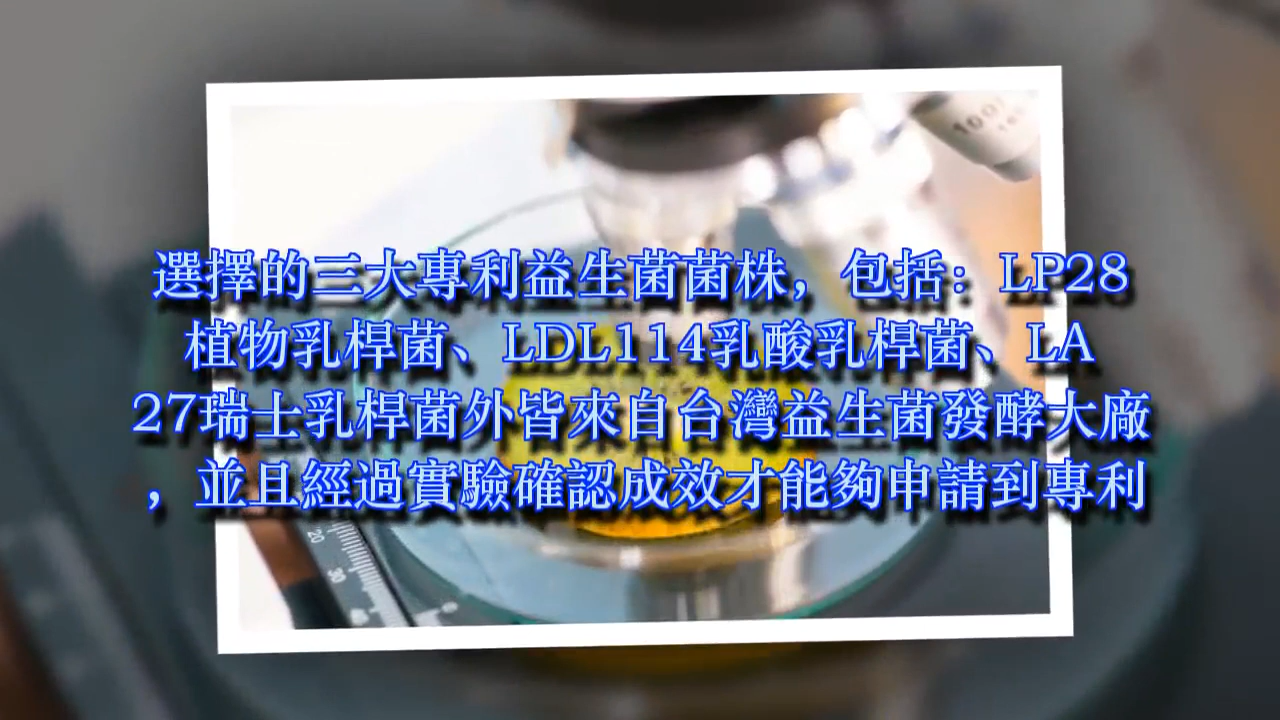 選擇的三大專利益生菌菌株，包括：LP28
植物乳桿菌、LDL114乳酸乳桿菌、LA
27瑞士乳桿菌外皆來自台灣益生菌發酵大廠
，並且經過實驗確認成效才能夠申請到專利
100
20
30